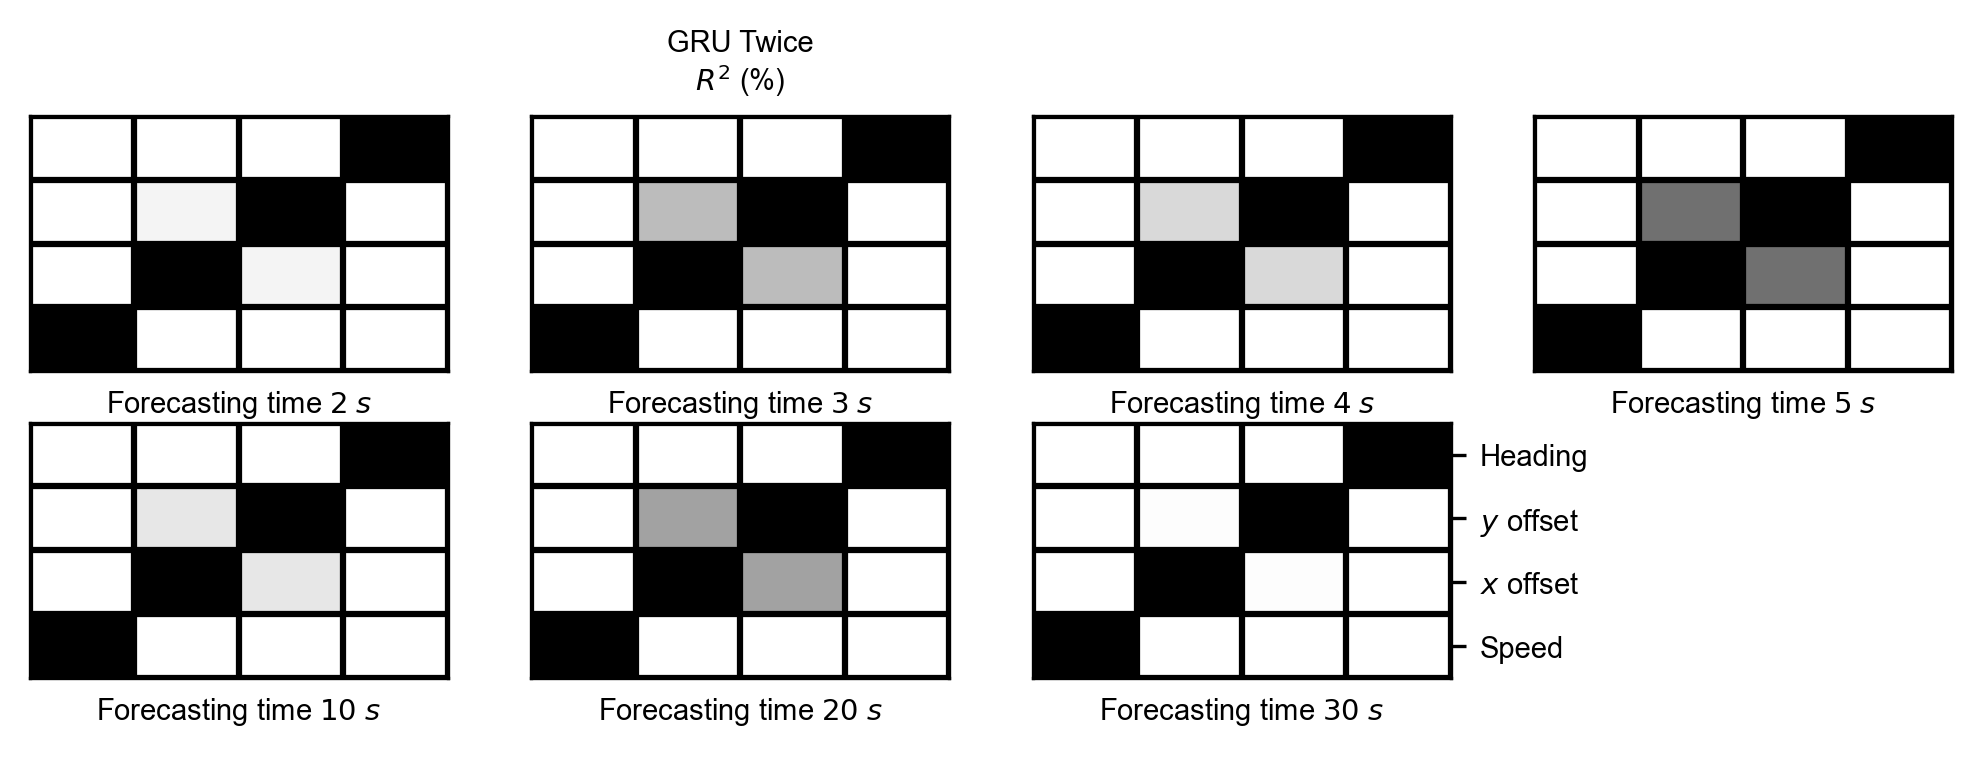 GRU Twice
R² (%)
Forecasting time 2 s
Forecasting time 3 s
Forecasting time 4 s
Forecasting time 5 s
Heading
y offset
x offset
Speed
Forecasting time 10 s
Forecasting time 20 s
Forecasting time 30 s